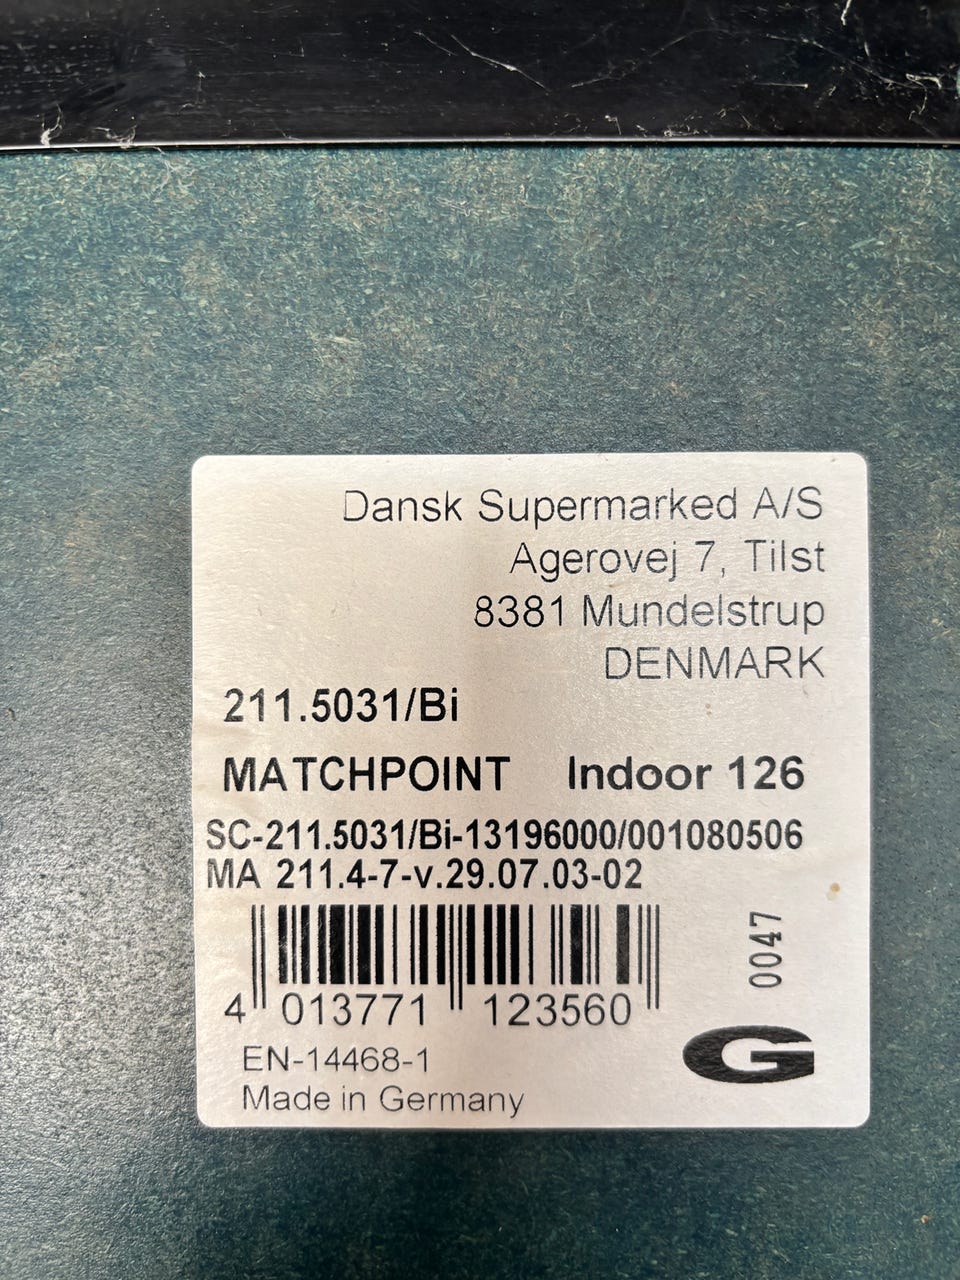 Dansk Supermarked A/S
Agerovej 7, Tilst
8381 Mundelstrup
DENMARK
211.5031/Bi
MATCHPOINT Indoor 126
SC-211.5031/Bi-13196000/001080506
MA 211.4-7-v.29.07.03-02
0047
4 013771 123560
G
EN-14468-1
Made in Germany